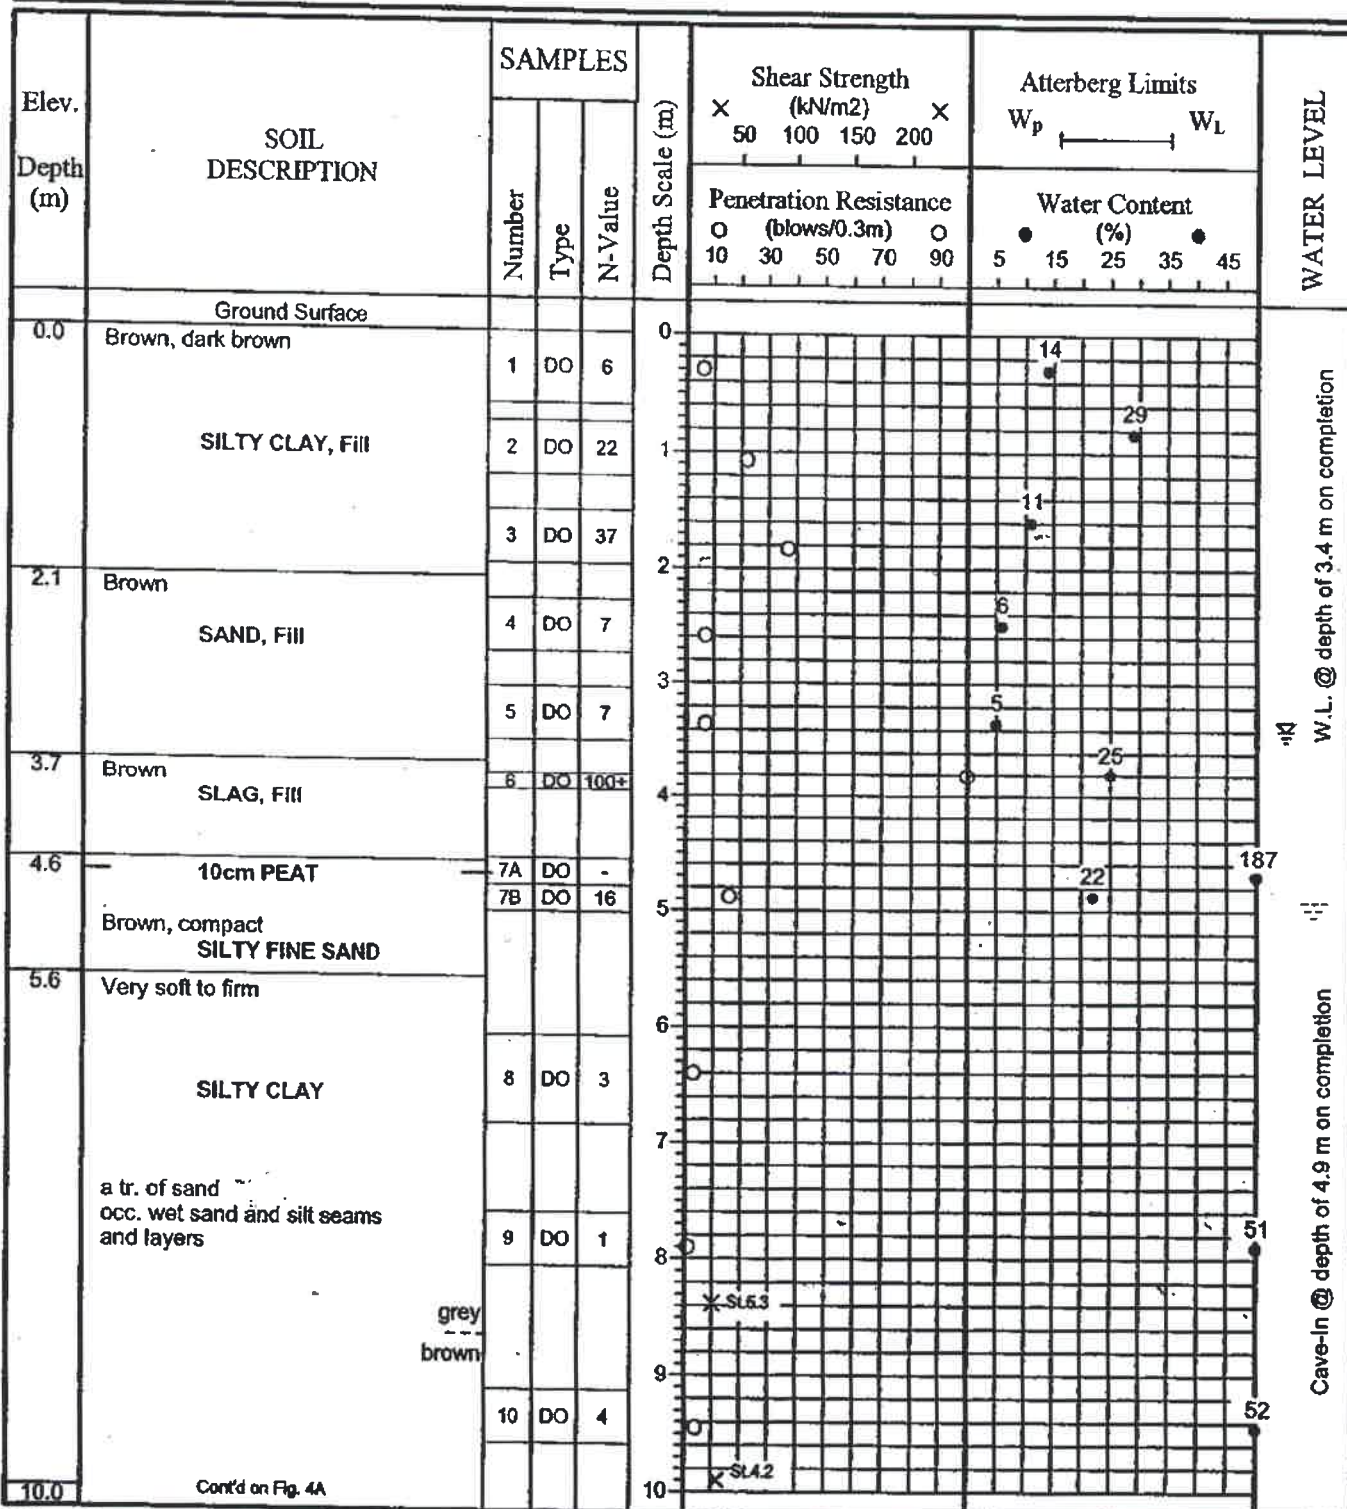 Elev.
Depth
(m)
SOIL
DESCRIPTION
SAMPLES
Number
Type
N-Value
Depth Scale (m)
Shear Strength
× (kN/m2) ×
50 100 150 200
Penetration Resistance
O (blows/0.3m) O
10 30 50 70 90
Atterberg Limits
Wp WL
Water Content
● (%) ●
5 15 25 35 45
WATER LEVEL
Ground Surface
0.0 Brown, dark brown 0
1 DO 6 14
29
SILTY CLAY, Fill 2 DO 22 1
11
3 DO 37
2.1 Brown 2
6
SAND, Fill 4 DO 7
3
5 DO 7 5
3.7 Brown 25
SLAG, Fill 6 DO 100+
4
4.6 10cm PEAT 7A DO - 187
7B DO 16 22
5
Brown, compact
SILTY FINE SAND
5.6 Very soft to firm
6
SILTY CLAY 8 DO 3
7
a tr. of sand
occ. wet sand and silt seams
and layers 9 DO 1 51
8
St.6.3
grey
brown
9
10 DO 4 52
St.4.2
10.0 Cont'd on Fig. 4A 10
W.L. @ depth of 3.4 m on completion
Cave-In @ depth of 4.9 m on completion